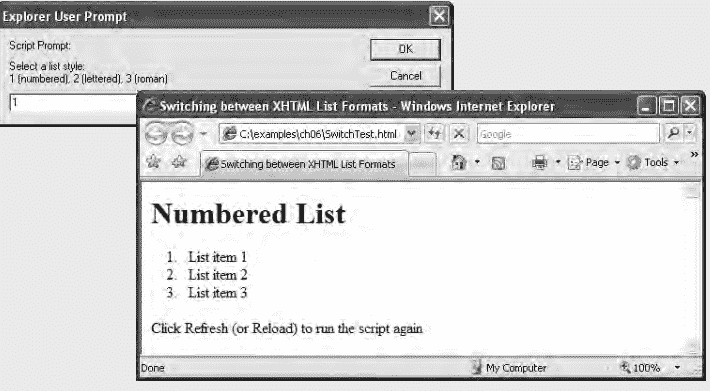 Explorer User Prompt
Script Prompt:
OK
Select a list style:
1 (numbered), 2 (lettered), 3 (roman)
Cancel
1
Switching between XHTML List Formats - Windows Internet Explorer
C:\examples\ch06\SwitchTest.html
Google
Switching between XHTML List Formats
Page
Tools
»
Numbered List
1. List item 1
2. List item 2
3. List item 3
Click Refresh (or Reload) to run the script again
Done
My Computer
100%